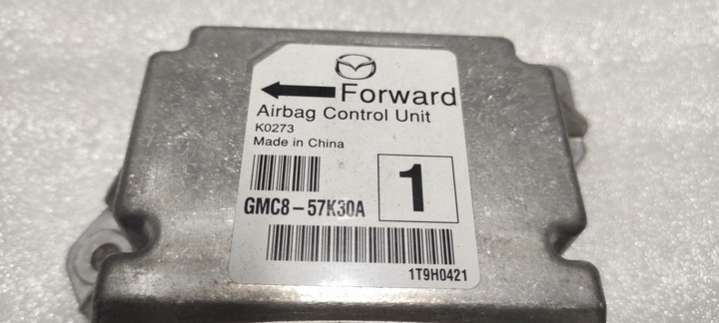 Forward
Airbag Control Unit
K0273
Made in China
1
GMC8-57K30A
1T9H0421